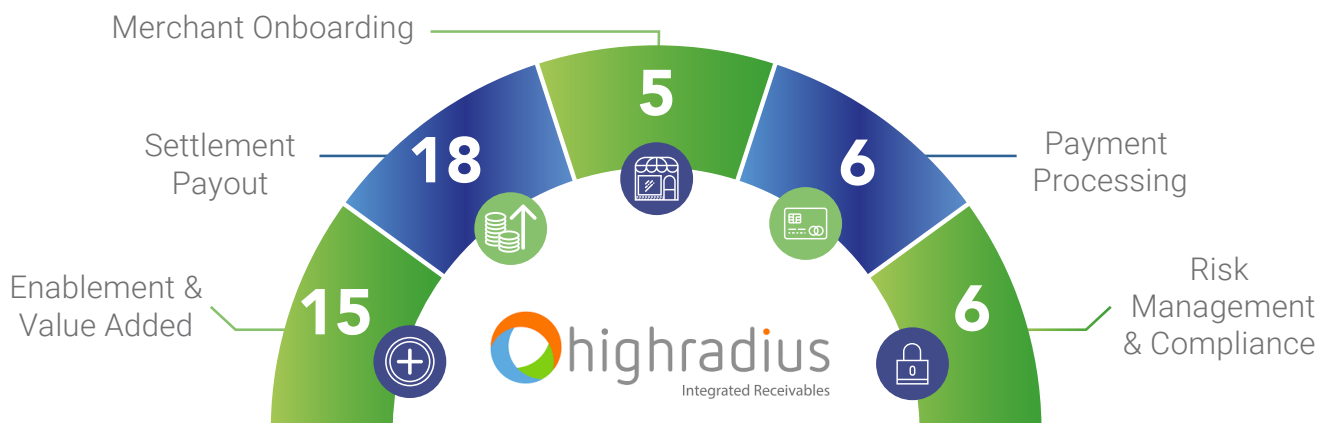 Merchant Onboarding
5
Settlement
Payout
18
6
Payment
Processing
Enablement &
Value Added
15
6
Risk
Management
& Compliance
0
highradius
Integrated Receivables